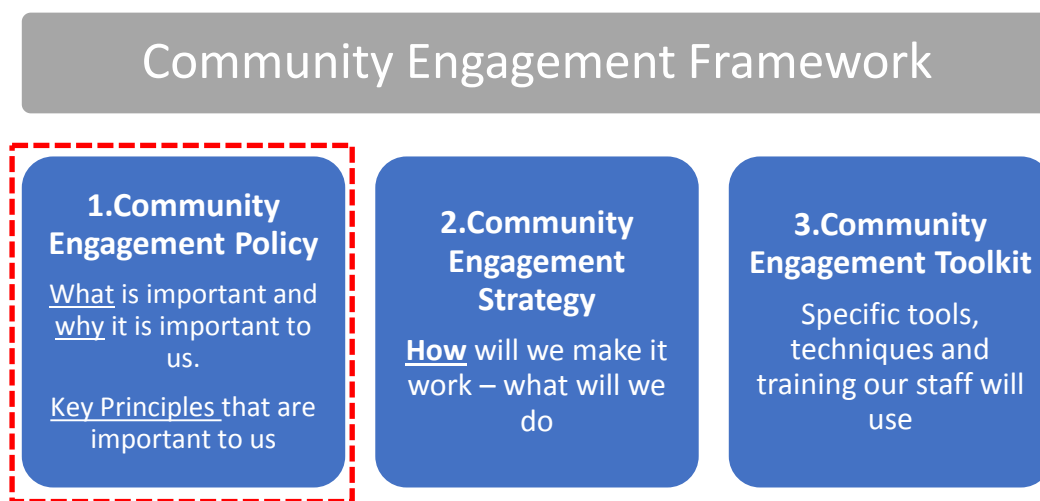 Community Engagement Framework
1.Community
Engagement Policy
What is important and
why it is important to
us.
Key Principles that are
important to us
2.Community
Engagement
Strategy
How will we make it
work – what will we
do
3.Community
Engagement Toolkit
Specific tools,
techniques and
training our staff will
use